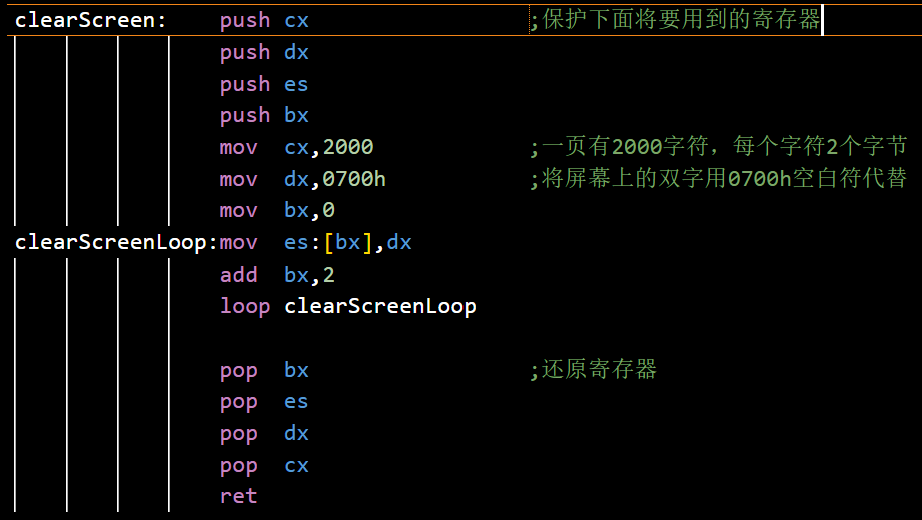 clearScreen: push cx ;保护下面将要用到的寄存器
push dx
push es
push bx
mov cx,2000 ;一页有2000字符，每个字符2个字节
mov dx,0700h ;将屏幕上的双字用0700h空白符代替
mov bx,0
clearScreenLoop:mov es:[bx],dx
add bx,2
loop clearScreenLoop
pop bx ;还原寄存器
pop es
pop dx
pop cx
ret